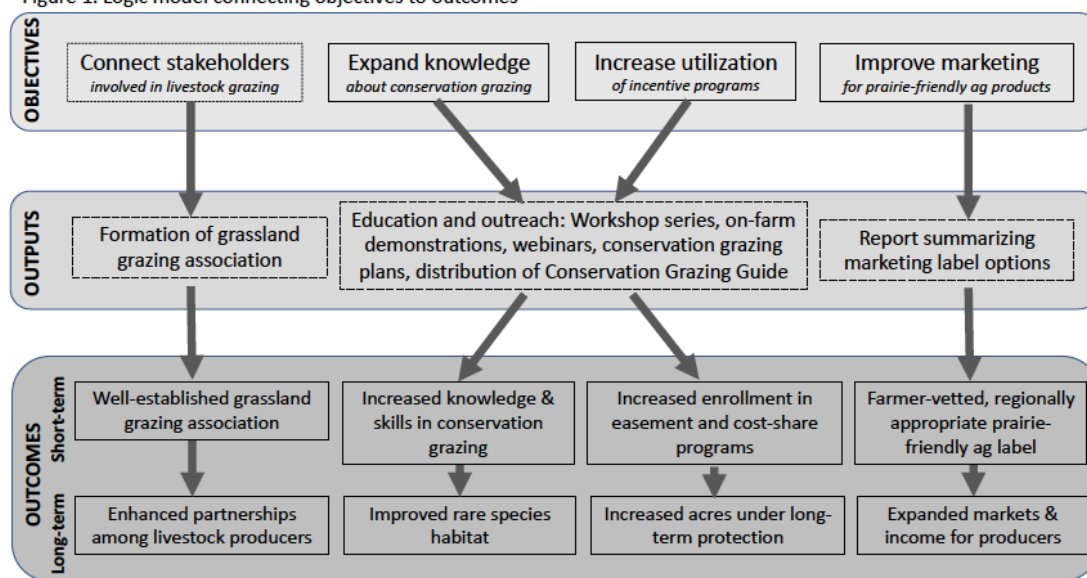 Figure 1. Logic model connecting objectives to outcomes
OBJECTIVES
Connect stakeholders
involved in livestock grazing
Expand knowledge
about conservation grazing
Increase utilization
of incentive programs
Improve marketing
for prairie-friendly ag products
OUTPUTS
Formation of grassland
grazing association
Education and outreach: Workshop series, on-farm
demonstrations, webinars, conservation grazing
plans, distribution of Conservation Grazing Guide
Report summarizing
marketing label options
OUTCOMES
Short-term
Well-established grassland
grazing association
Increased knowledge &
skills in conservation
grazing
Increased enrollment in
easement and cost-share
programs
Farmer-vetted, regionally
appropriate prairie-
friendly ag label
Long-term
Enhanced partnerships
among livestock producers
Improved rare species
habitat
Increased acres under long-
term protection
Expanded markets &
income for producers